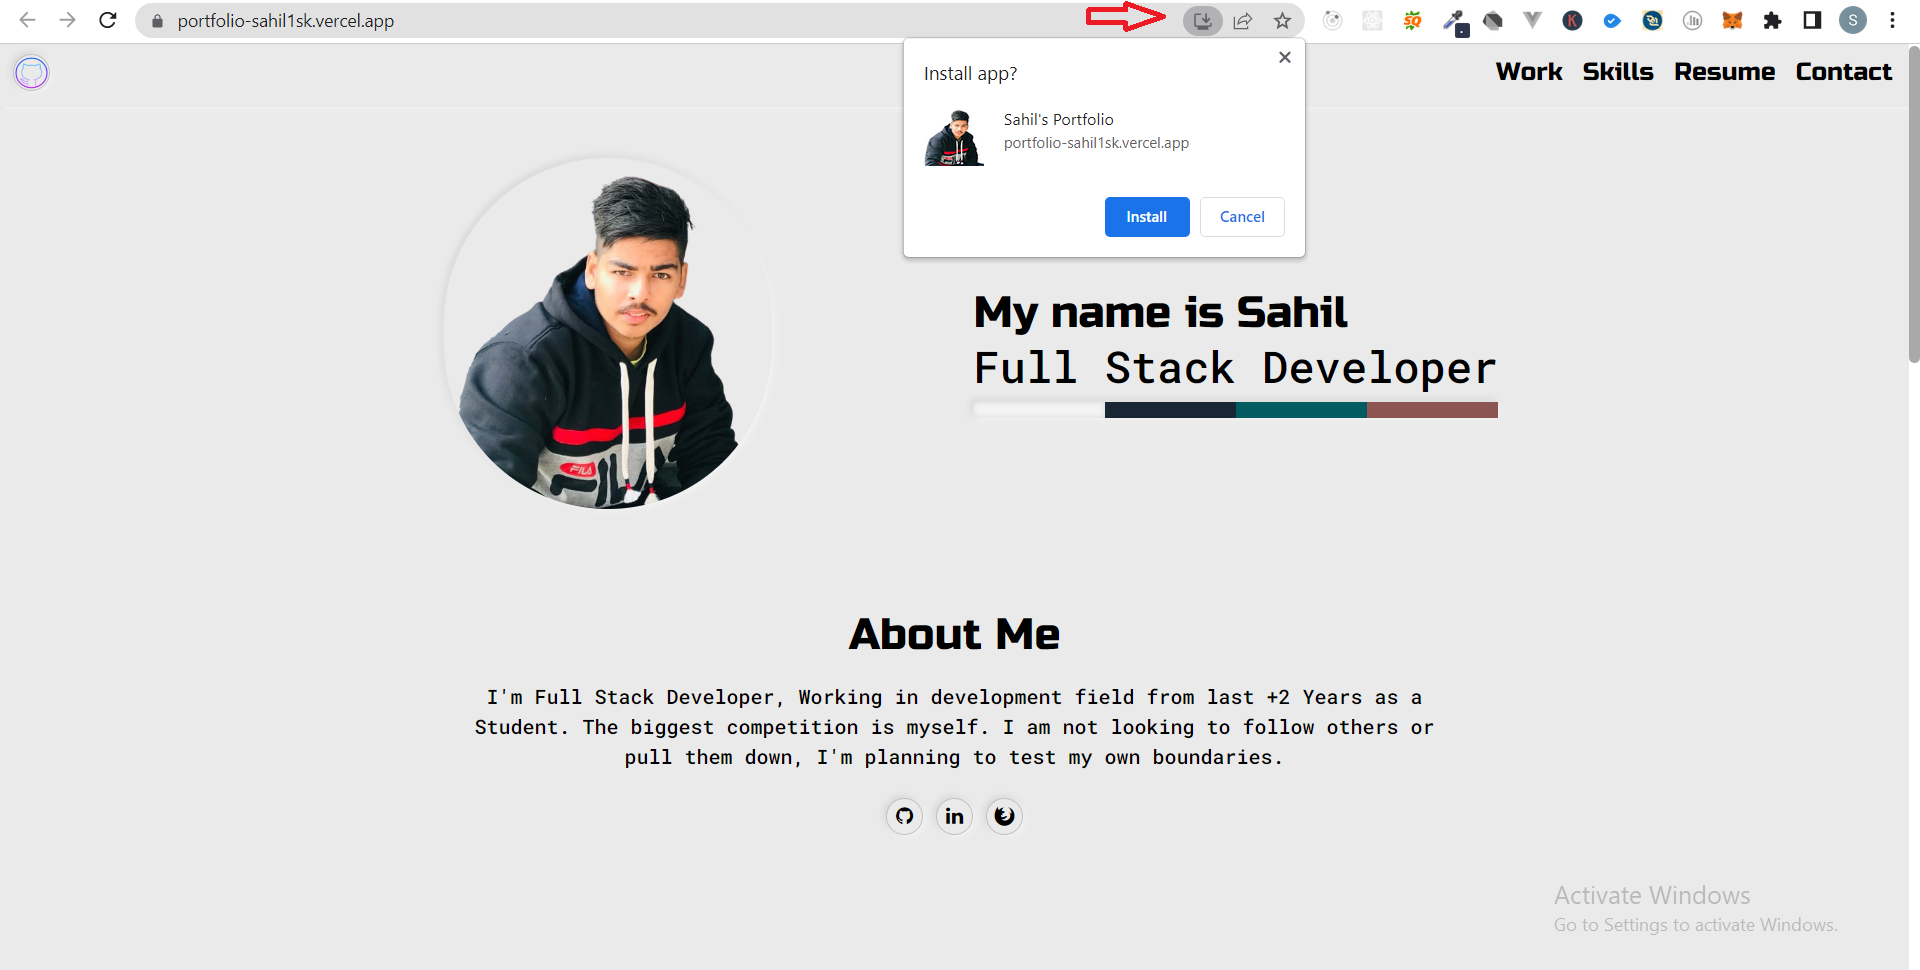 portfolio-sahil1sk.vercel.app
S
Install app?
Sahil's Portfolio
portfolio-sahil1sk.vercel.app
Install
Cancel
Work Skills Resume Contact
FILA
My name is Sahil
Full Stack Developer
About Me
I'm Full Stack Developer, Working in development field from last +2 Years as a
Student. The biggest competition is myself. I am not looking to follow others or
pull them down, I'm planning to test my own boundaries.
in
Activate Windows
Go to Settings to activate Windows.